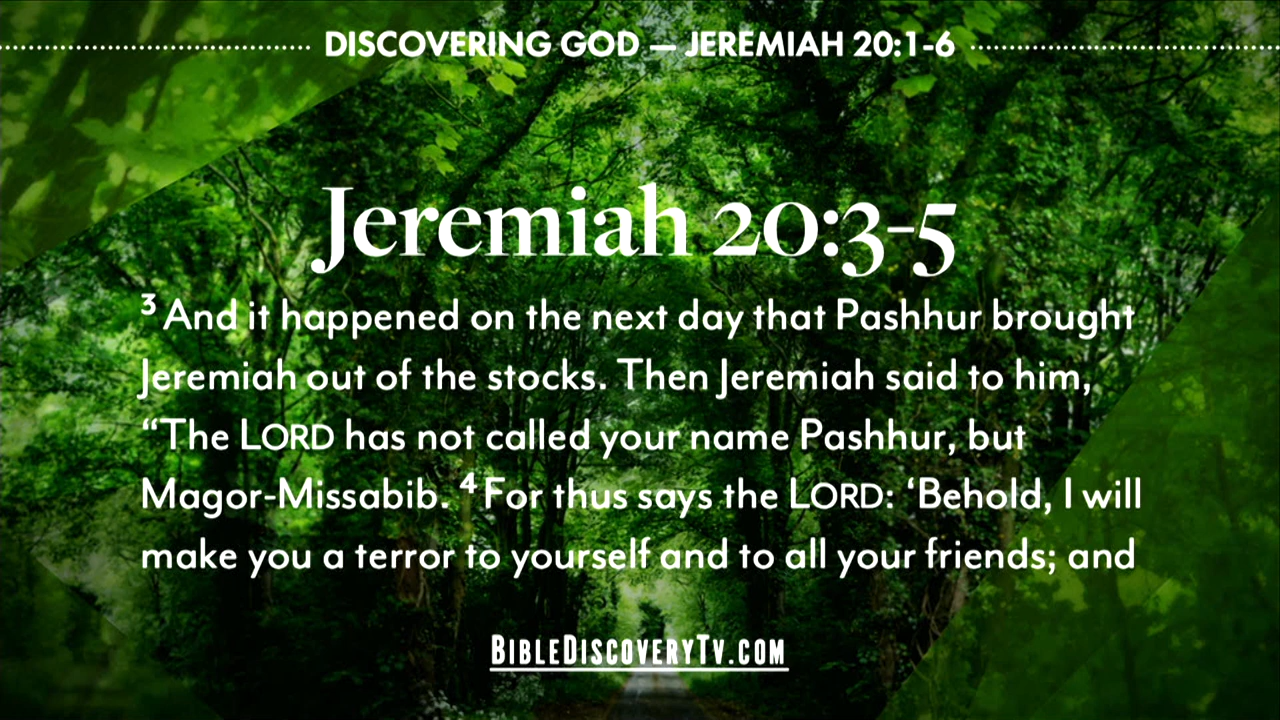 DISCOVERING GOD — JEREMIAH 20:1-6
Jeremiah 20:3-5
³ And it happened on the next day that Pashhur brought
Jeremiah out of the stocks. Then Jeremiah said to him,
“The LORD has not called your name Pashhur, but
Magor-Missabib. ⁴ For thus says the LORD: ‘Behold, I will
make you a terror to yourself and to all your friends; and
BIBLEDISCOVERYTV.COM